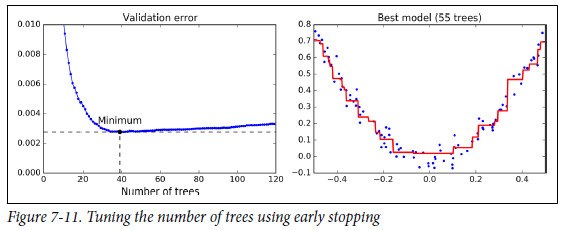 Validation error
0.010
0.008
0.006
0.004
0.002
0.000
Minimum
0 20 40 60 80 100 120
Number of trees
Best model (55 trees)
0.8
0.7
0.6
0.5
0.4
0.3
0.2
0.1
0.0
−0.1
−0.4 −0.2 0.0 0.2 0.4
Figure 7-11. Tuning the number of trees using early stopping